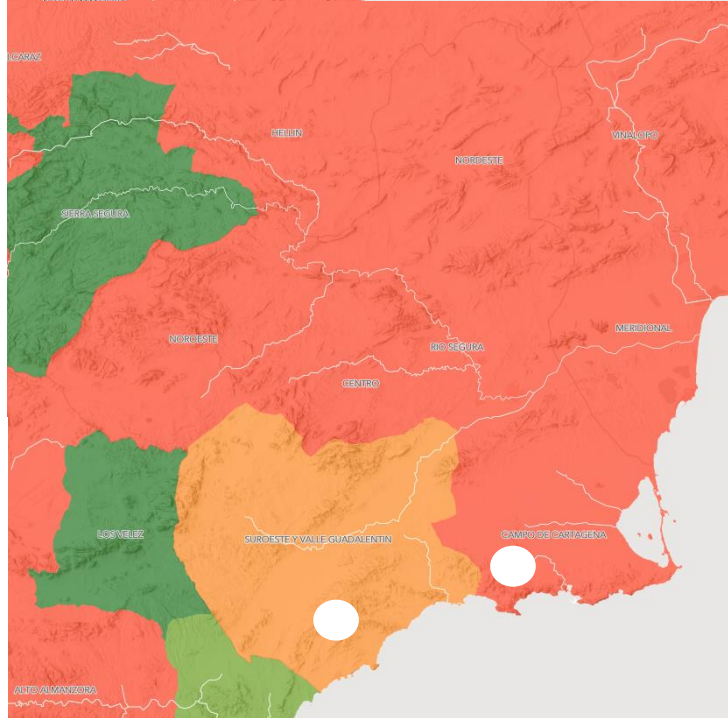 LCARAZ
HELLIN
VINALOPO
NORDESTE
SIERRA SEGURA
MERIDIONAL
NOROESTE
RIO SEGURA
CENTRO
LOS VELEZ
SUROESTE Y VALLE GUADALENTIN
CAMPO DE CARTAGENA
ALTO ALMANZORA